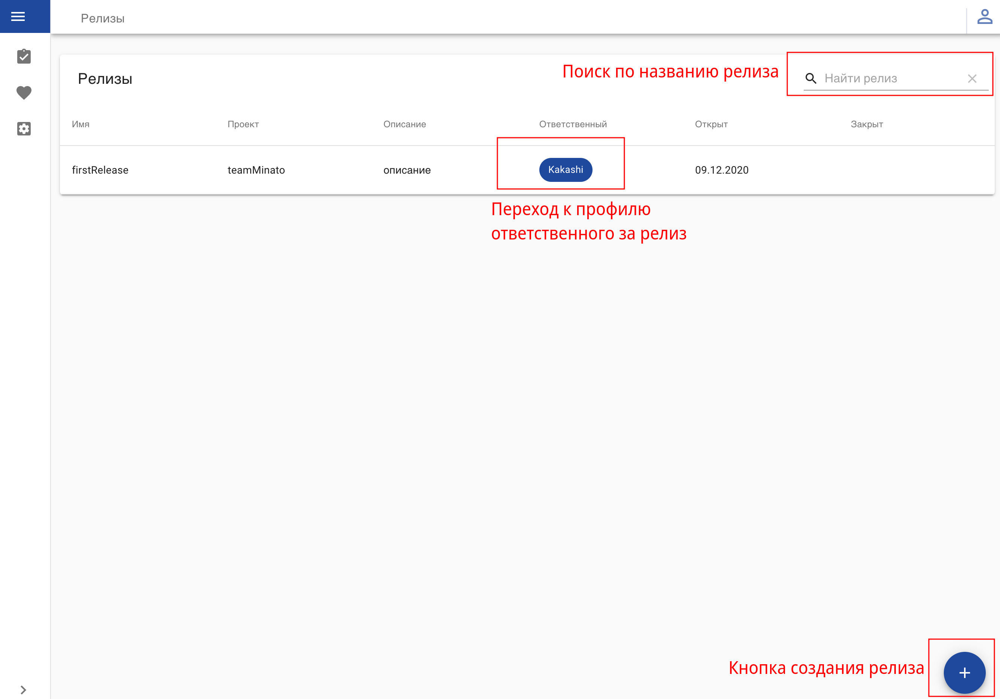 Релизы
Релизы
Поиск по названию релиза
Найти релиз
Имя Проект Описание Ответственный Открыт Закрыт
firstRelease teamMinato описание Kakashi 09.12.2020
Переход к профилю
ответственного за релиз
Кнопка создания релиза